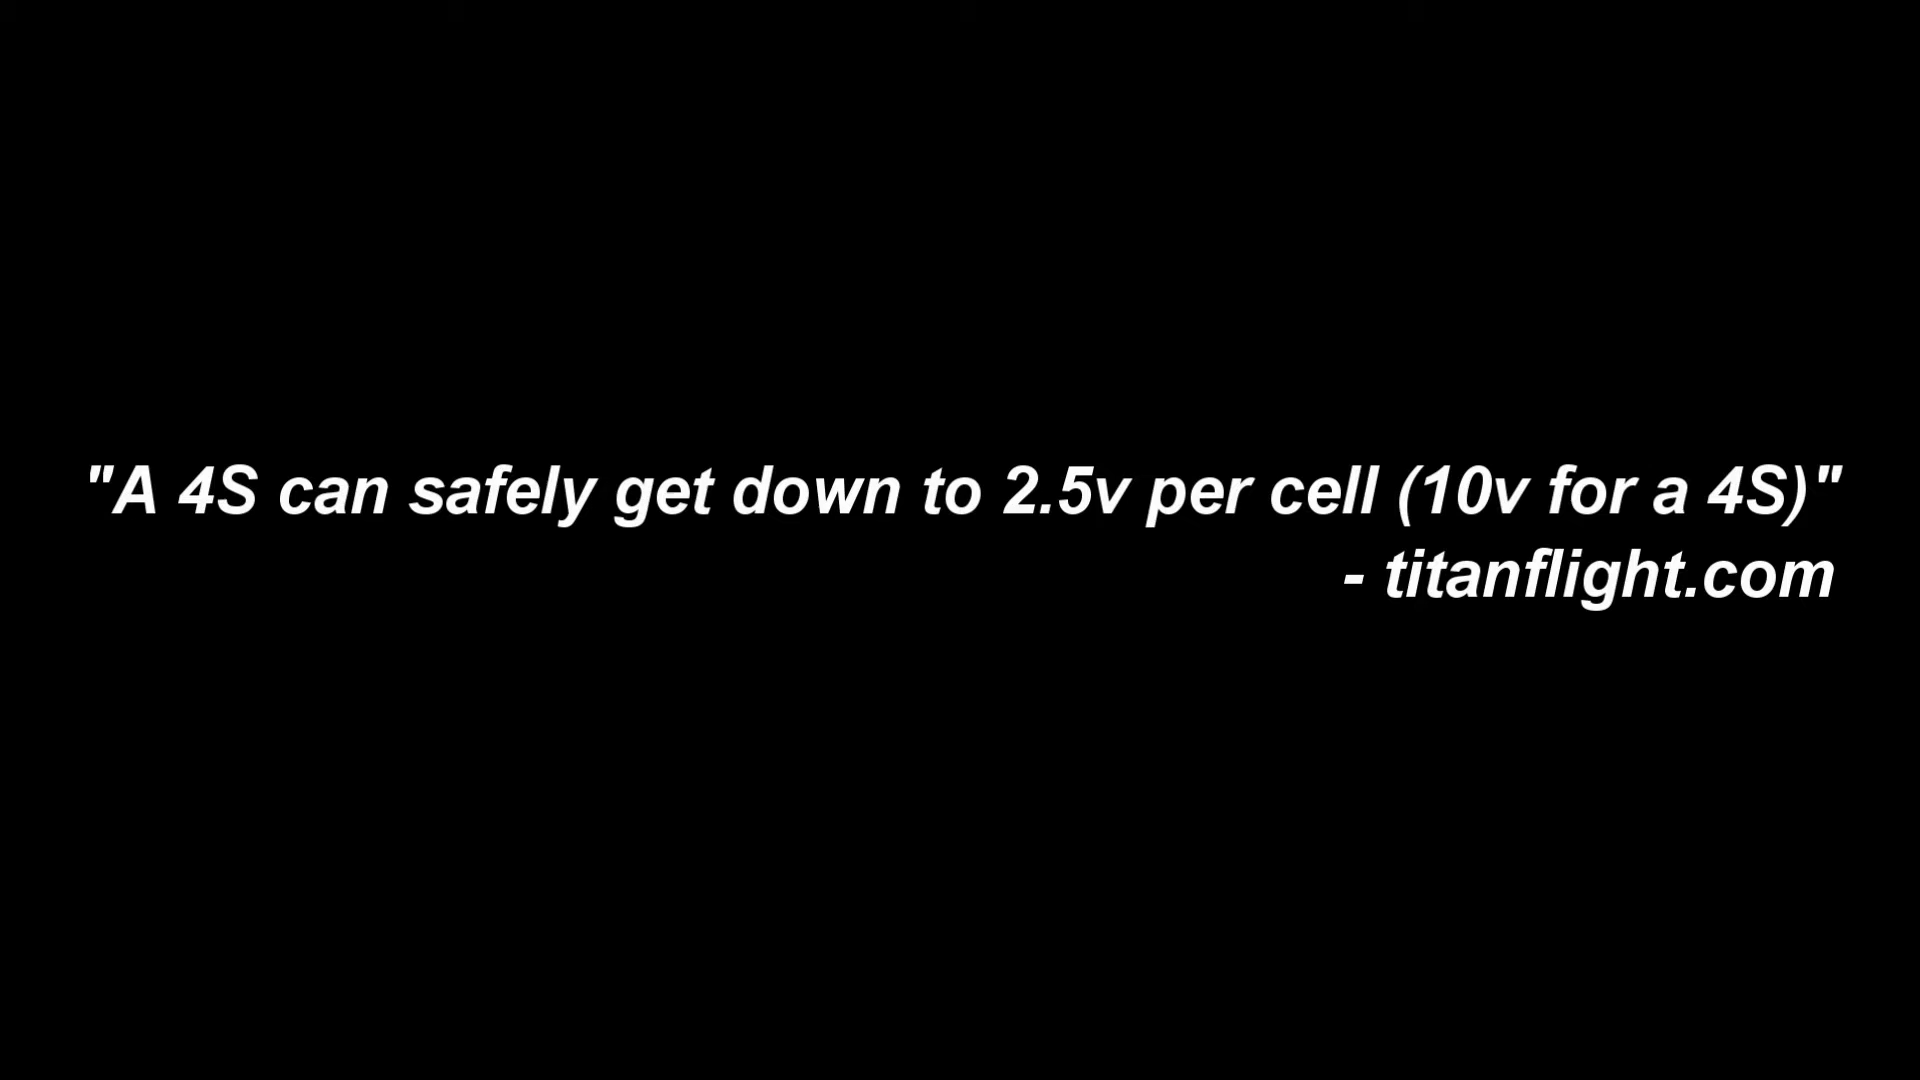 "A 4S can safely get down to 2.5v per cell (10v for a 4S)"
- titanflight.com